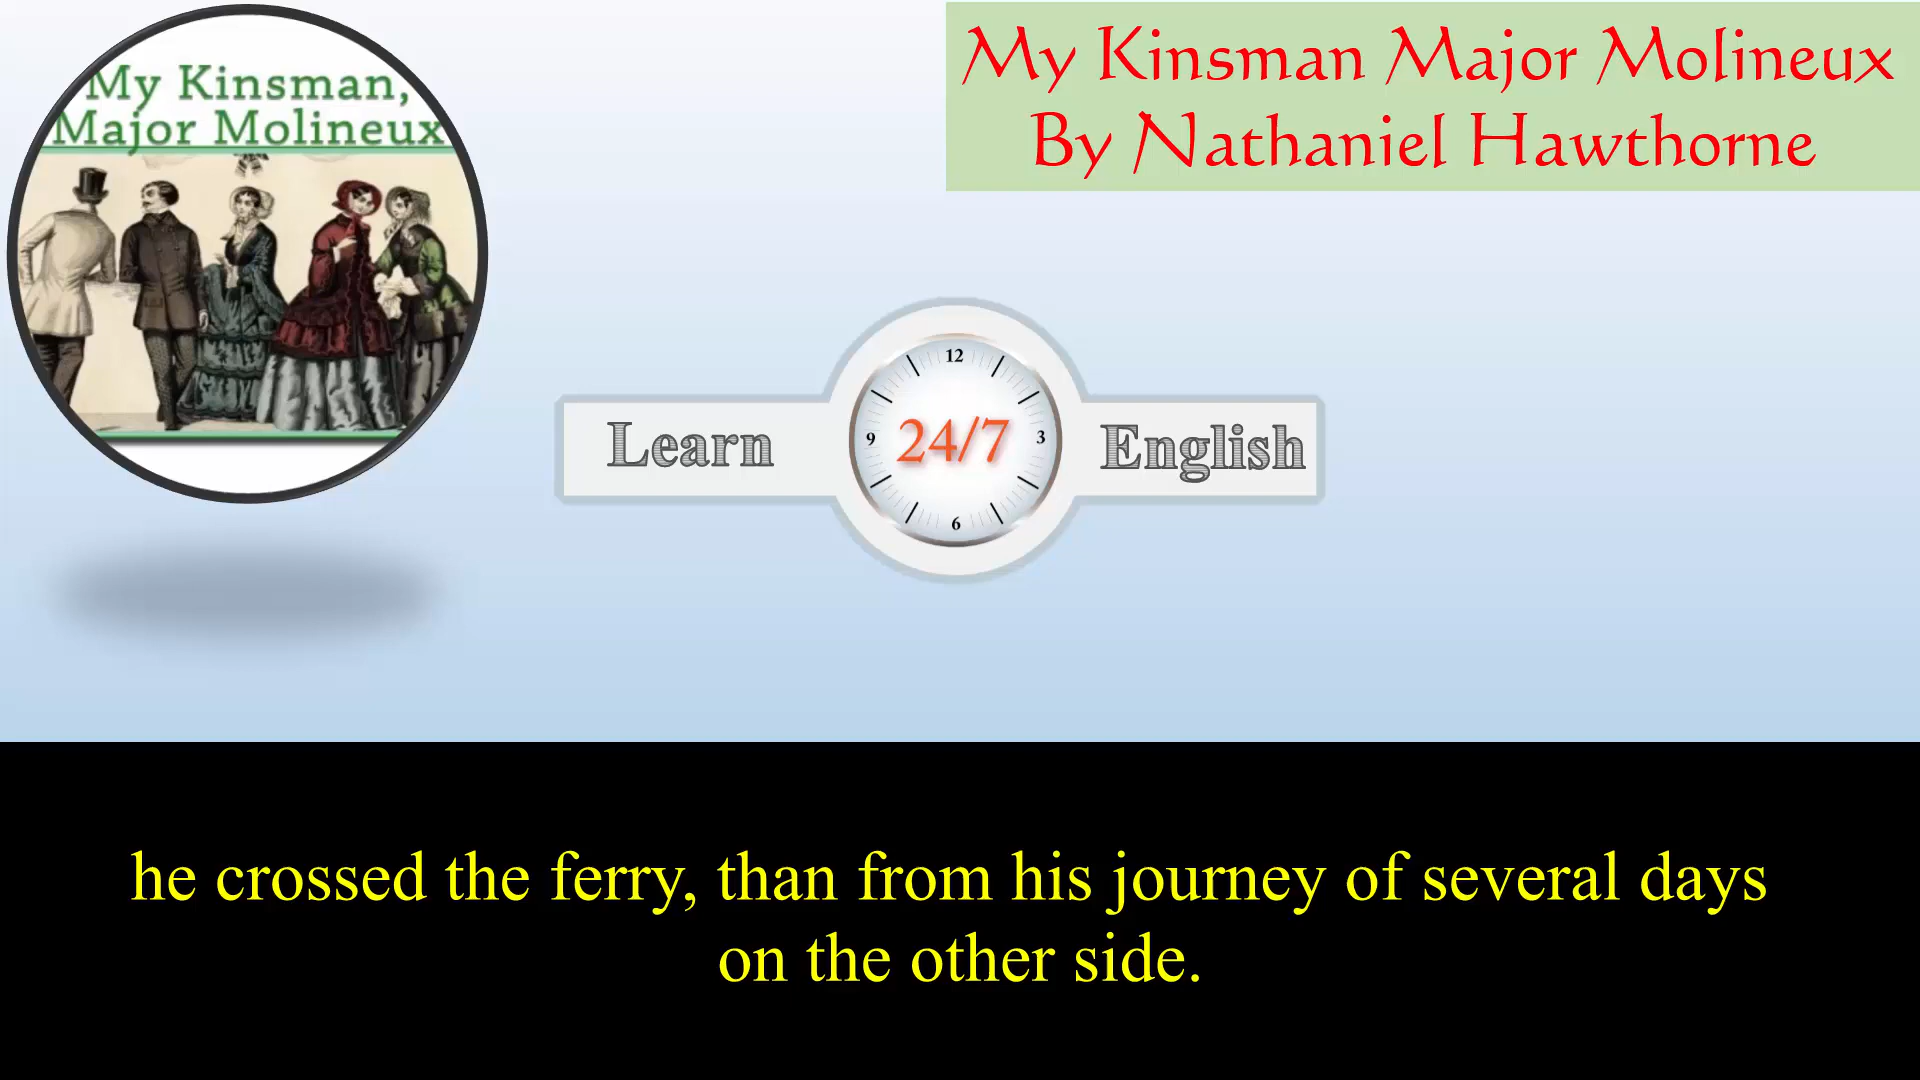 My Kinsman,
Major Molineux
My Kinsman Major Molineux
By Nathaniel Hawthorne
12
Learn
9
24/7
3
English
6
he crossed the ferry, than from his journey of several days
on the other side.